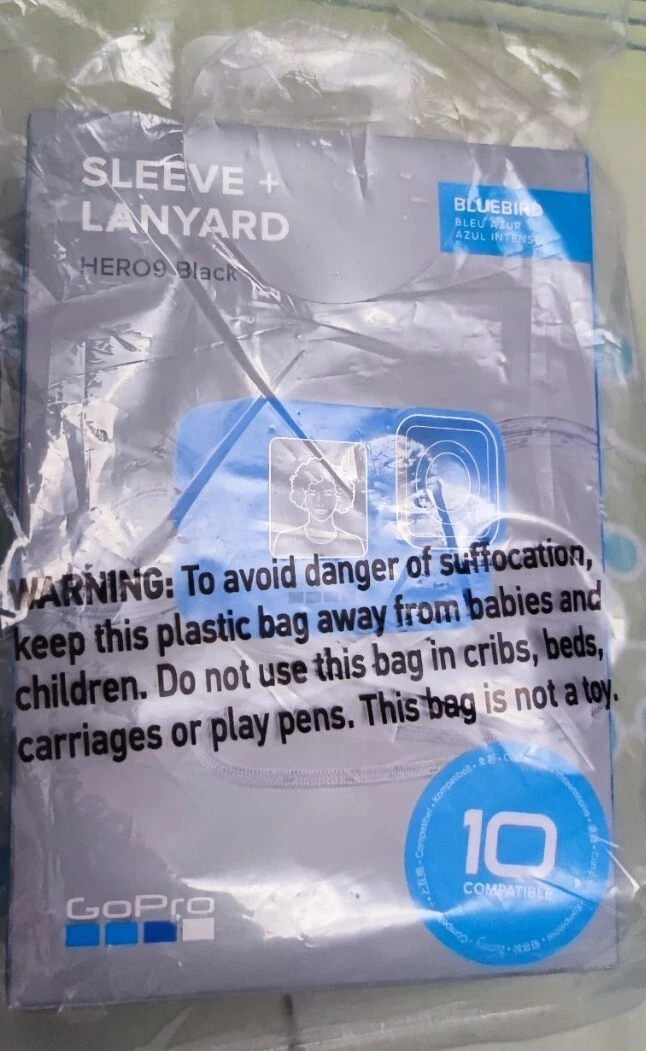 SLEEVE +
LANYARD
HERO9 Black
BLUEBIRD
BLEU AZUR
AZUL INTENSO
WARNING: To avoid danger of suffocation,
keep this plastic bag away from babies and
children. Do not use this bag in cribs, beds,
carriages or play pens. This bag is not a toy.
10
COMPATIBLE
GoPro